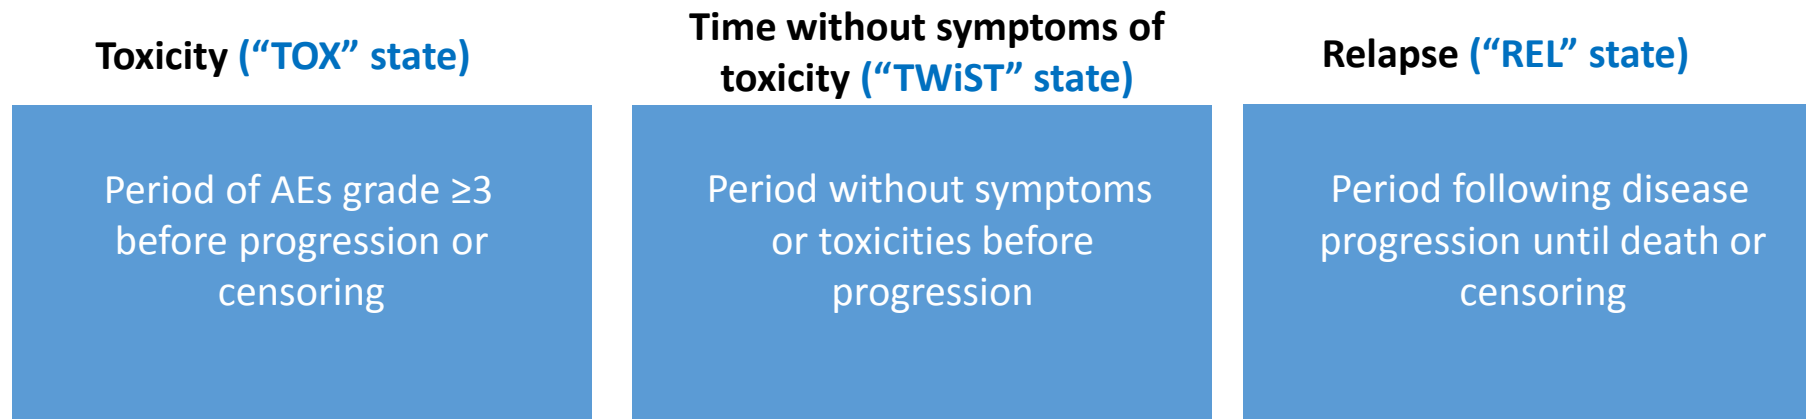 Toxicity (“TOX” state)
Period of AEs grade ≥3
before progression or
censoring
Time without symptoms of
toxicity (“TWiST” state)
Period without symptoms
or toxicities before
progression
Relapse (“REL” state)
Period following disease
progression until death or
censoring